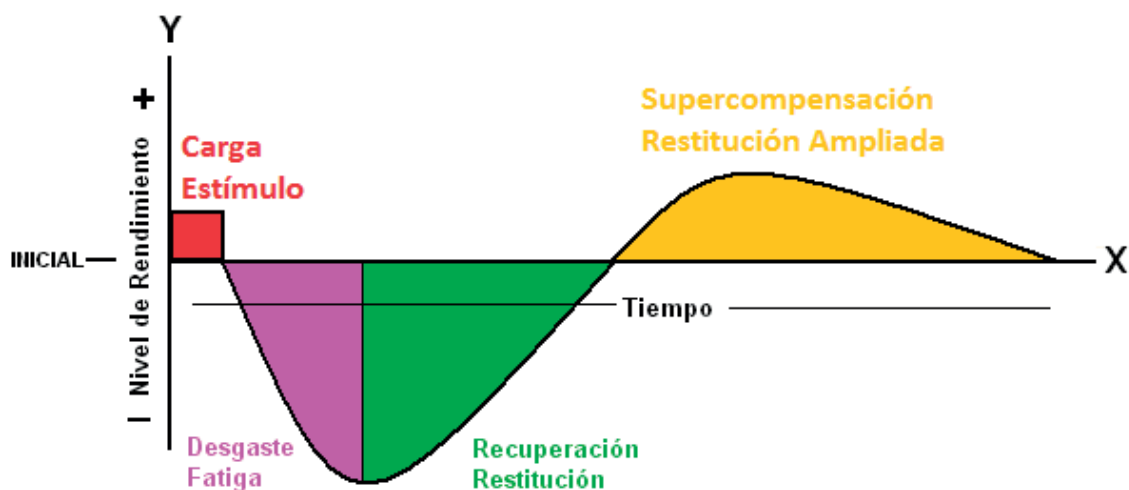 Y
+
Supercompensación
Restitución Ampliada
Carga
Estímulo
Nivel de Rendimiento
INICIAL
X
Tiempo
–
Desgaste
Fatiga
Recuperación
Restitución